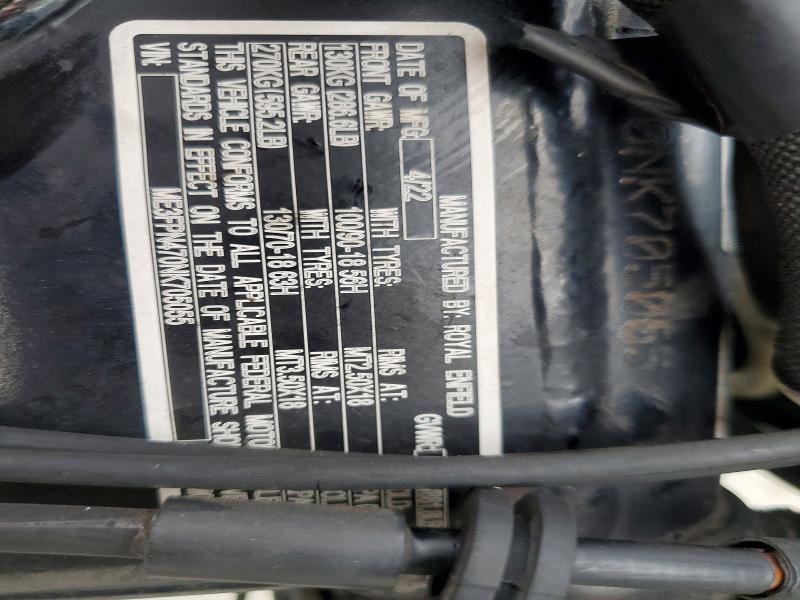 MANUFACTURED BY: ROYAL ENFIELD
DATE OF MFG: 4/22 GVWR:
FRONT GAWR: WITH TYRES: RIMS AT:
130KG (286.6LB) 100/90-18 56H MT2.50X18
REAR GAWR: WITH TYRES: RIMS AT:
270KG (595.2LB) 130/70-18 63H MT3.50X18
THIS VEHICLE CONFORMS TO ALL APPLICABLE FEDERAL MOTO
STANDARDS IN EFFECT ON THE DATE OF MANUFACTURE SHO
VIN: ME3FPN470NK705055
0NK70505